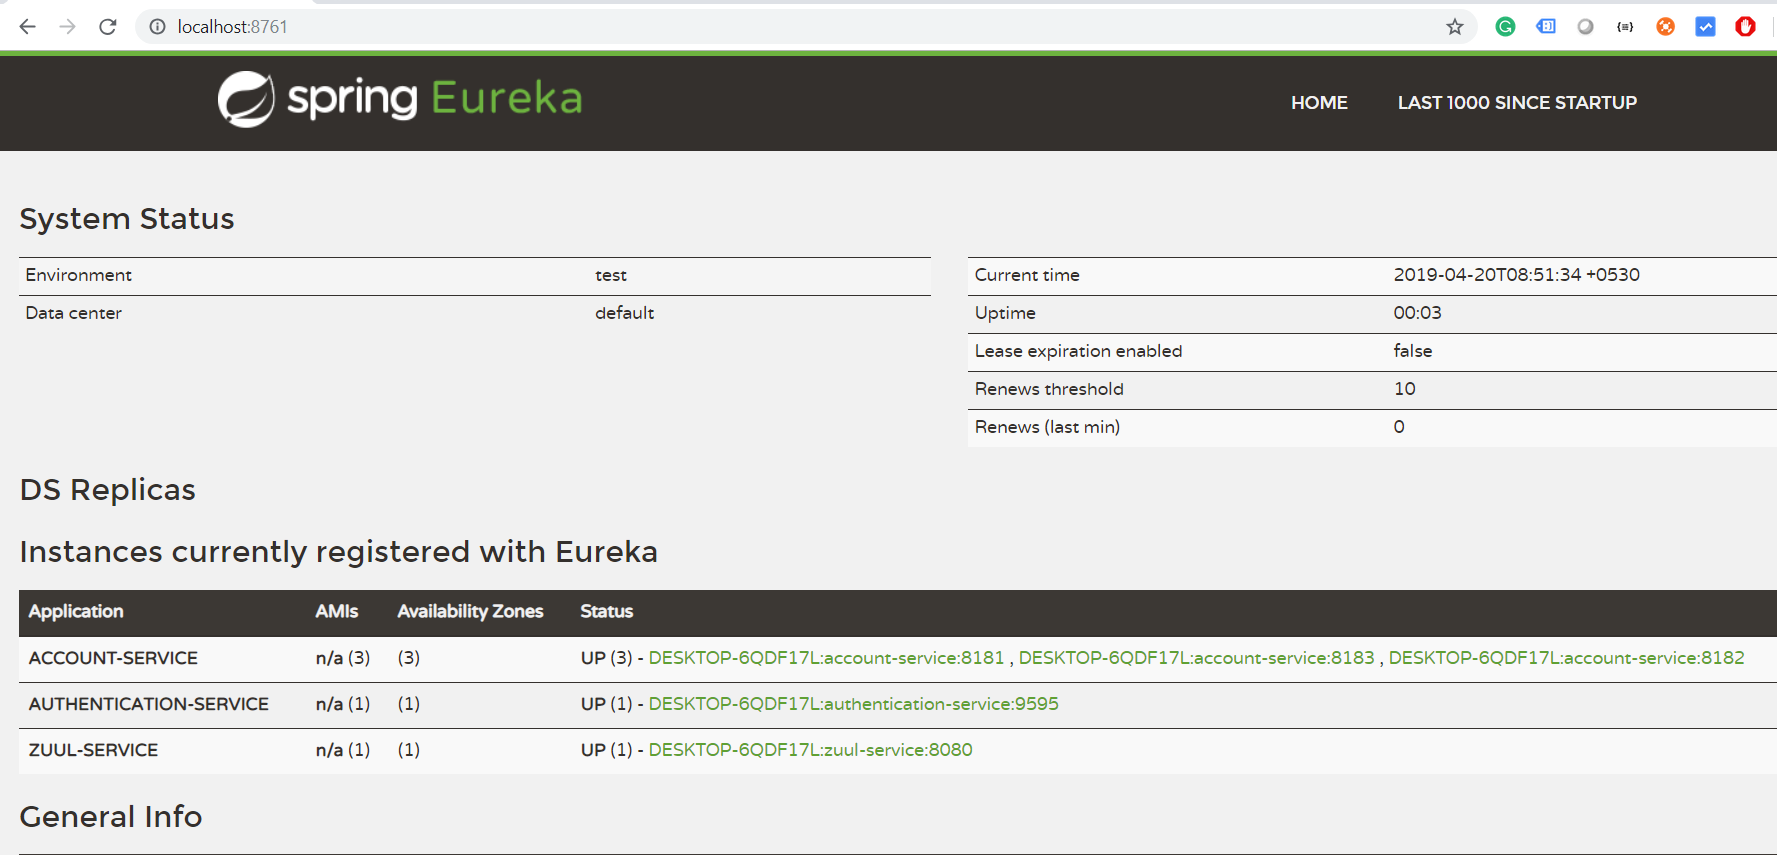 localhost:8761
spring Eureka
HOME LAST 1000 SINCE STARTUP
System Status
Environment test
Data center default
Current time 2019-04-20T08:51:34 +0530
Uptime 00:03
Lease expiration enabled false
Renews threshold 10
Renews (last min) 0
DS Replicas
Instances currently registered with Eureka
Application AMIs Availability Zones Status
ACCOUNT-SERVICE n/a (3) (3) UP (3) - DESKTOP-6QDF17L:account-service:8181 , DESKTOP-6QDF17L:account-service:8183 , DESKTOP-6QDF17L:account-service:8182
AUTHENTICATION-SERVICE n/a (1) (1) UP (1) - DESKTOP-6QDF17L:authentication-service:9595
ZUUL-SERVICE n/a (1) (1) UP (1) - DESKTOP-6QDF17L:zuul-service:8080
General Info